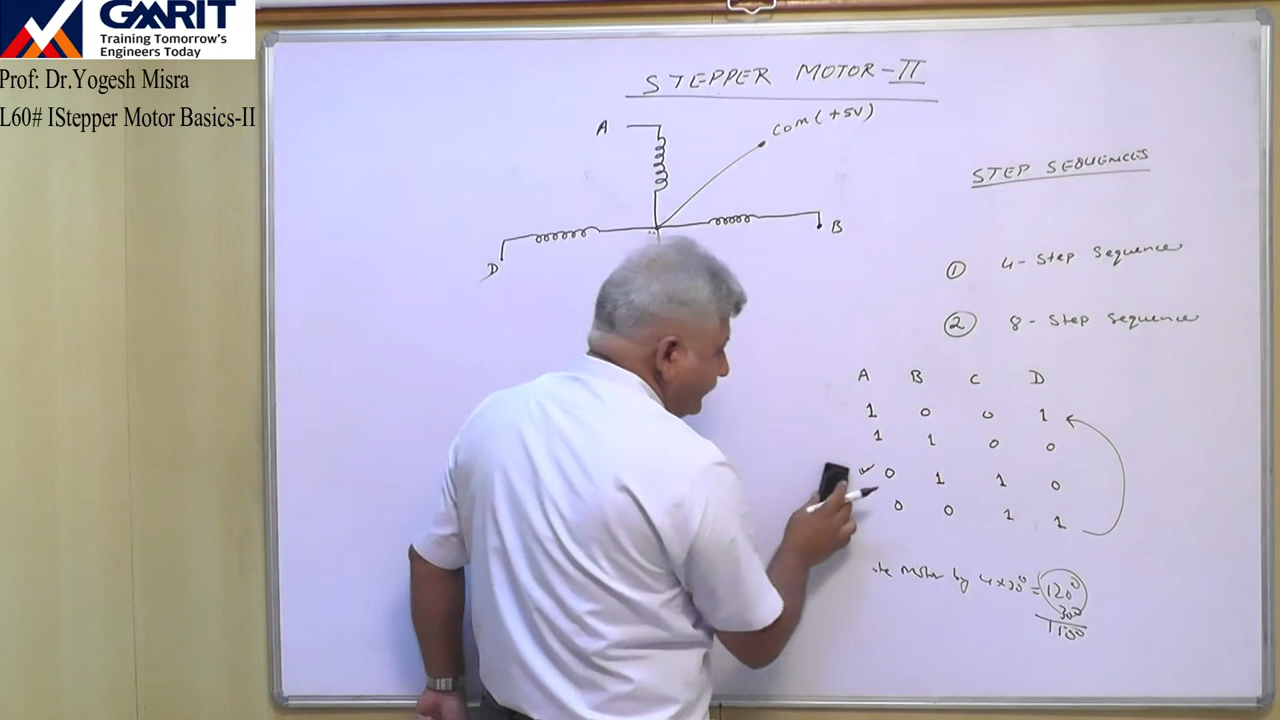 GMRIT
Training Tomorrow's
Engineers Today
Prof: Dr.Yogesh Misra
L60# IStepper Motor Basics-II
STEPPER MOTOR-II
A
COM (+5V)
B
D
STEP SEQUENCES
① 4-Step Sequence
② 8-Step Sequence
A B C D
1 0 0 1
1 1 0 0
✓ 0 1 1 0
0 0 1 1
Motor by 4x30° = 120°
30°